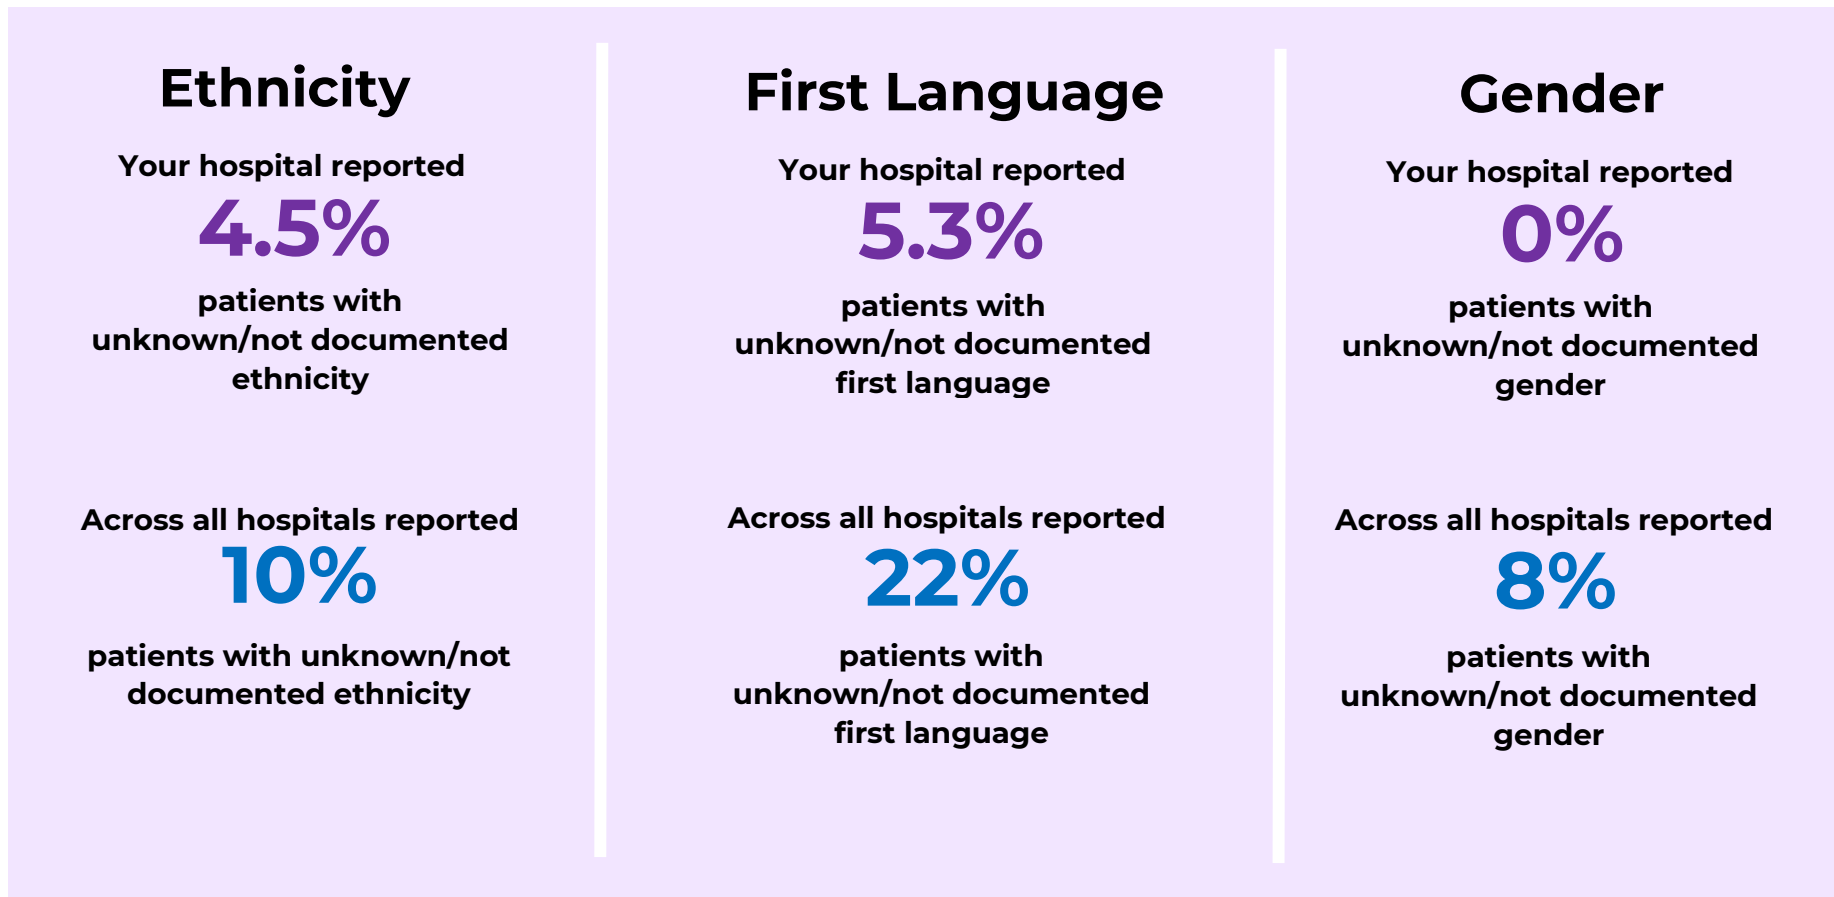 Ethnicity
Your hospital reported
4.5%
patients with
unknown/not documented
ethnicity
Across all hospitals reported
10%
patients with unknown/not
documented ethnicity
First Language
Your hospital reported
5.3%
patients with
unknown/not documented
first language
Across all hospitals reported
22%
patients with
unknown/not documented
first language
Gender
Your hospital reported
0%
patients with
unknown/not documented
gender
Across all hospitals reported
8%
patients with
unknown/not documented
gender